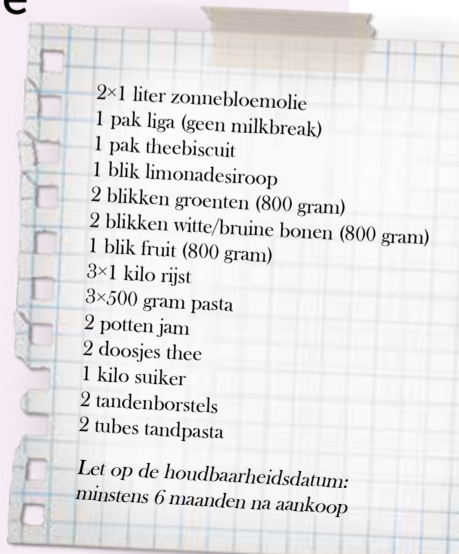 e
2×1 liter zonnebloemolie
1 pak liga (geen milkbreak)
1 pak theebiscuit
1 blik limonadesiroop
2 blikken groenten (800 gram)
2 blikken witte/bruine bonen (800 gram)
1 blik fruit (800 gram)
3×1 kilo rijst
3×500 gram pasta
2 potten jam
2 doosjes thee
1 kilo suiker
2 tandenborstels
2 tubes tandpasta
Let op de houdbaarheidsdatum:
minstens 6 maanden na aankoop